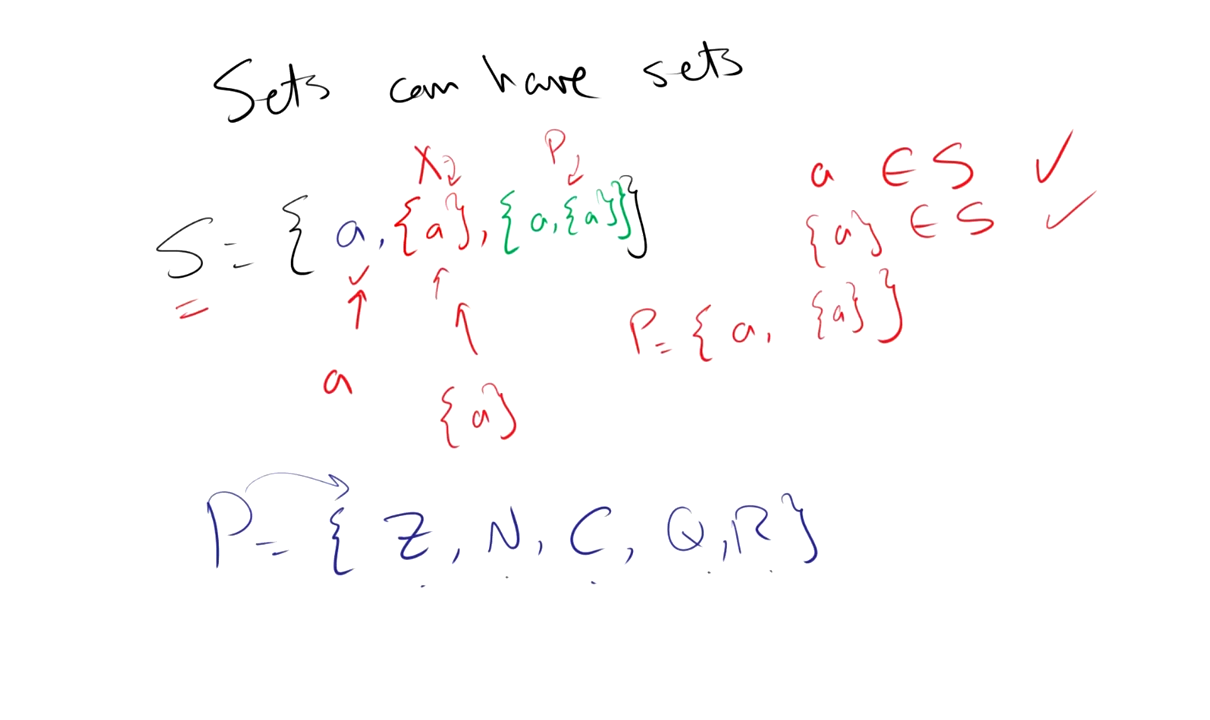 Sets can have sets
X P
S = { a, {a}, {a, {a}} }
a ∈ S ✓
{a} ∈ S ✓
P = { a, {a} }
a {a}
P = { Z, N, C, Q, R }